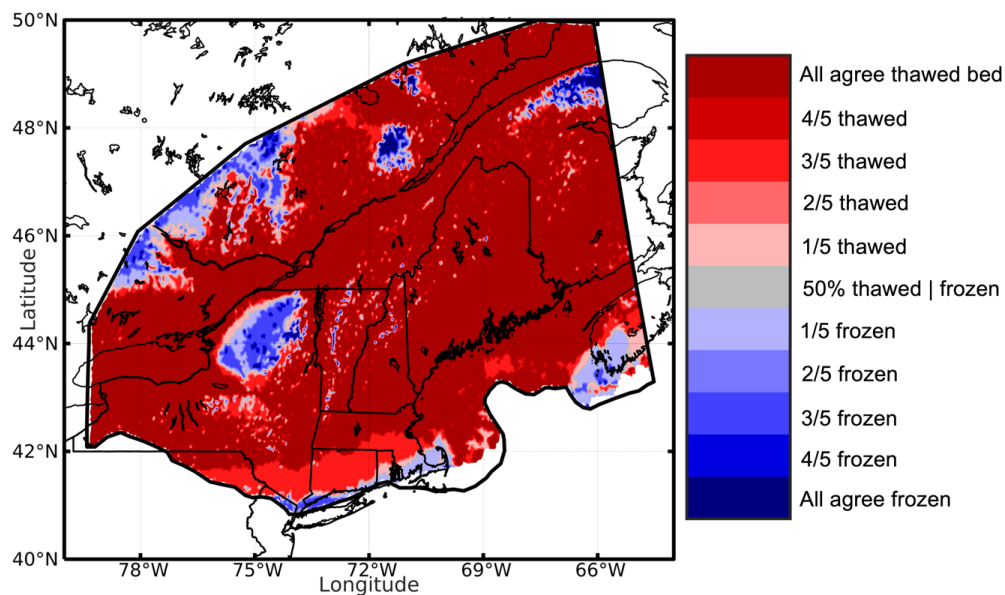 50°N
48°N
46°N
44°N
42°N
40°N
Latitude
78°W
75°W
72°W
69°W
66°W
Longitude
All agree thawed bed
4/5 thawed
3/5 thawed
2/5 thawed
1/5 thawed
50% thawed | frozen
1/5 frozen
2/5 frozen
3/5 frozen
4/5 frozen
All agree frozen